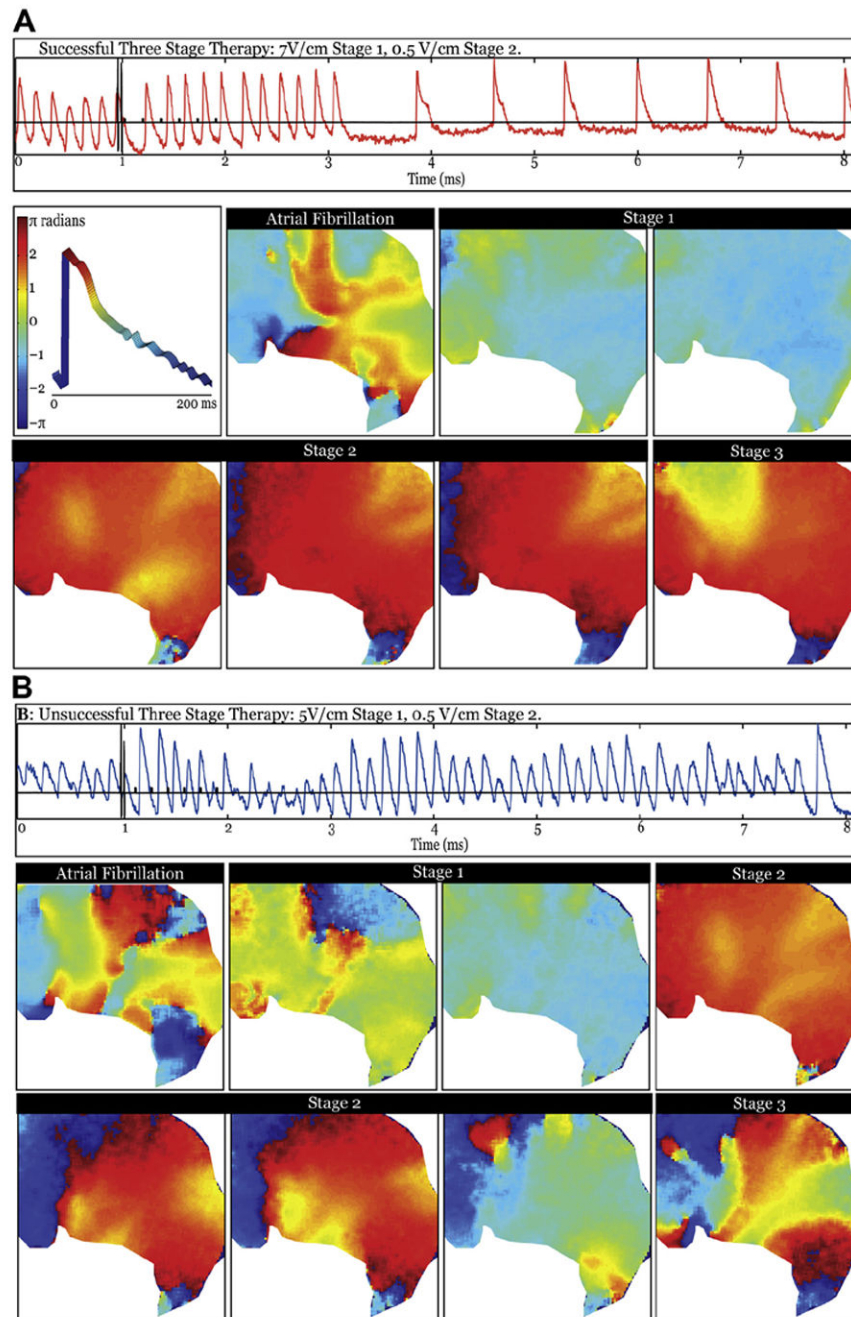 A
Successful Three Stage Therapy: 7V/cm Stage 1, 0.5 V/cm Stage 2.
0 1 2 3 4 5 6 7 8
Time (ms)
π radians
2
1
0
−1
−2
−π
0 200 ms
Atrial Fibrillation
Stage 1
Stage 2
Stage 3
B
B: Unsuccessful Three Stage Therapy: 5V/cm Stage 1, 0.5 V/cm Stage 2.
0 1 2 3 4 5 6 7 8
Time (ms)
Atrial Fibrillation
Stage 1
Stage 2
Stage 2
Stage 3